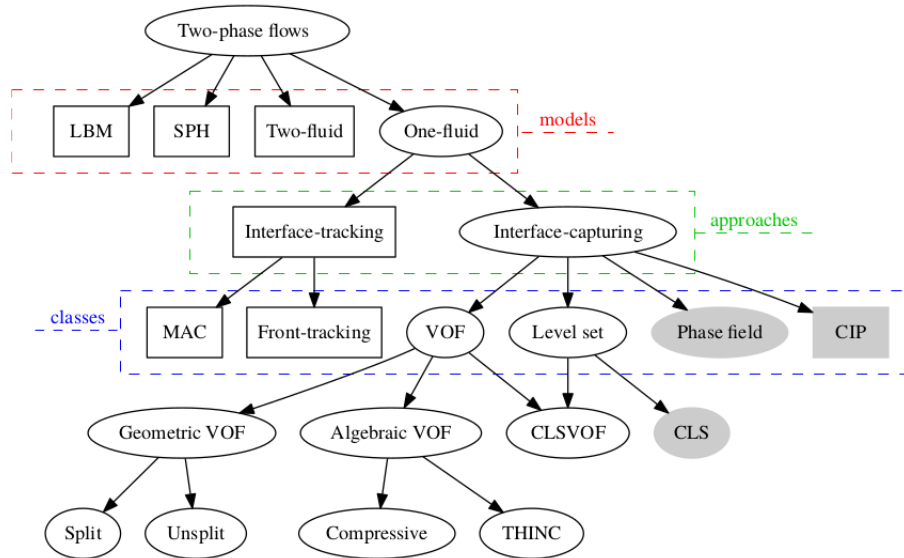 Two-phase flows
LBM
SPH
Two-fluid
One-fluid
models
Interface-tracking
Interface-capturing
approaches
classes
MAC
Front-tracking
VOF
Level set
Phase field
CIP
Geometric VOF
Algebraic VOF
CLSVOF
CLS
Split
Unsplit
Compressive
THINC